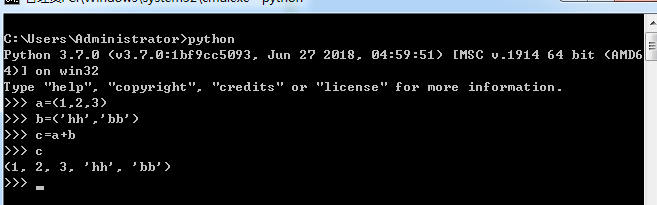 C:\Users\Administrator>python
Python 3.7.0 (v3.7.0:1bf9cc5093, Jun 27 2018, 04:59:51) [MSC v.1914 64 bit (AMD6
4)] on win32
Type "help", "copyright", "credits" or "license" for more information.
>>> a=(1,2,3)
>>> b=('hh','bb')
>>> c=a+b
>>> c
(1, 2, 3, 'hh', 'bb')
>>> _